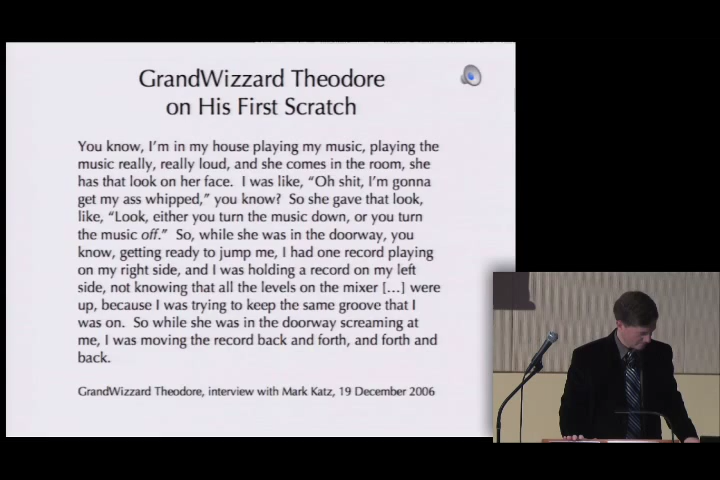 GrandWizzard Theodore
on His First Scratch
You know, I'm in my house playing my music, playing the
music really, really loud, and she comes in the room, she
has that look on her face.  I was like, “Oh shit, I'm gonna
get my ass whipped,” you know?  So she gave that look,
like, “Look, either you turn the music down, or you turn
the music off.”  So, while she was in the doorway, you
know, getting ready to jump me, I had one record playing
on my right side, and I was holding a record on my left
side, not knowing that all the levels on the mixer [...] were
up, because I was trying to keep the same groove that I
was on.  So while she was in the doorway screaming at
me, I was moving the record back and forth, and forth and
back.
GrandWizzard Theodore, interview with Mark Katz, 19 December 2006